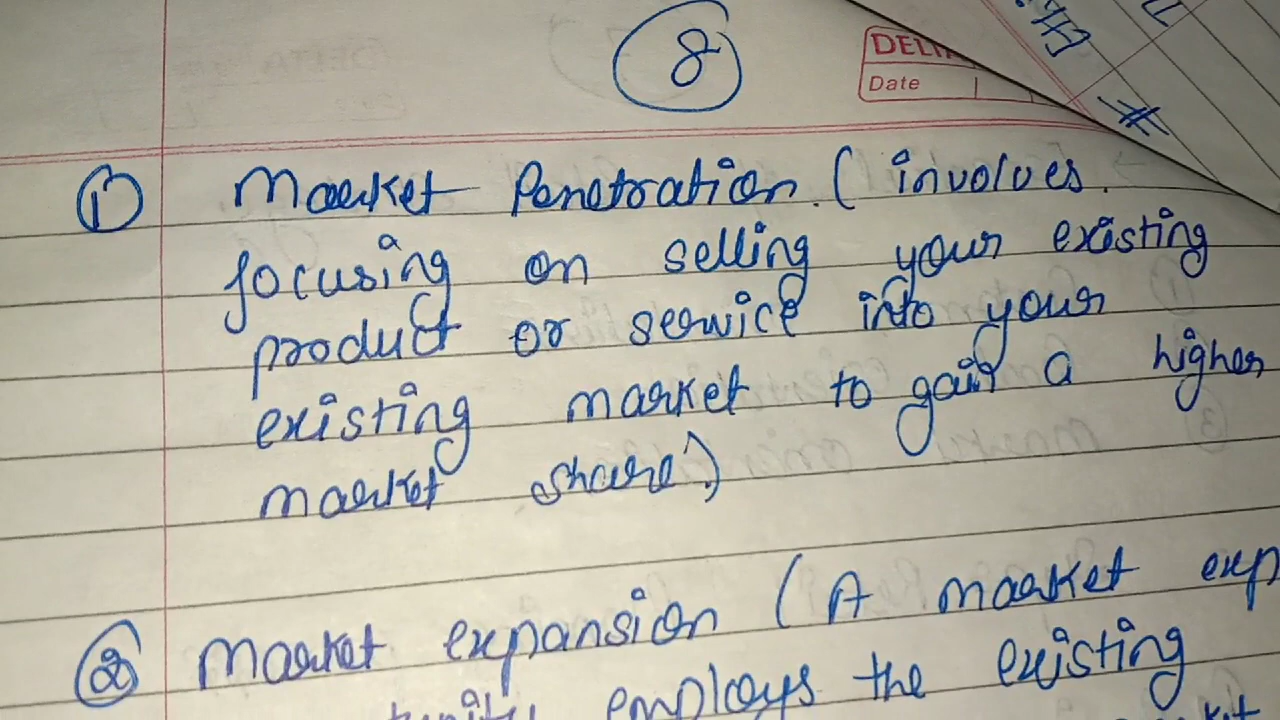 8
DELTA
Date
① Market Penetration. (involves.
focusing on selling your existing
product or service into your
existing market to gain a higher
market share.)
② Market expansion (A market exp
employs the existing